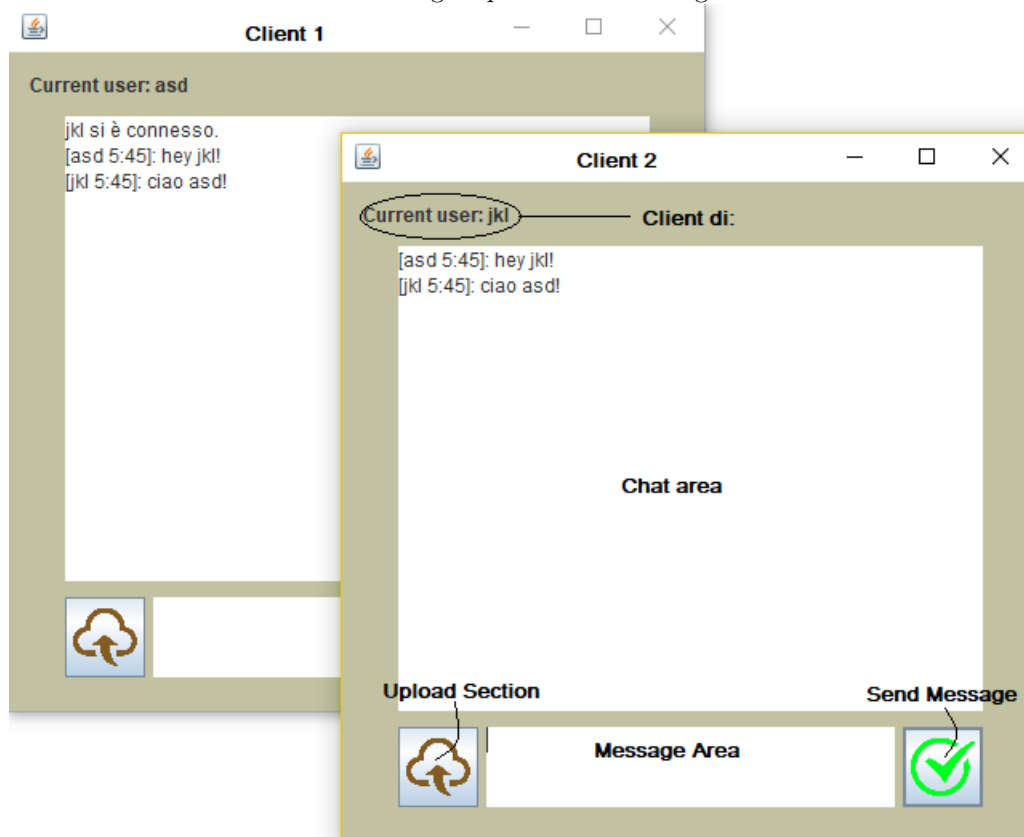 Client 1
Current user: asd
jkl si è connesso.
[asd 5:45]: hey jkl!
[jkl 5:45]: ciao asd!
Client 2
Current user: jkl
Client di:
[asd 5:45]: hey jkl!
[jkl 5:45]: ciao asd!
Chat area
Upload Section
Send Message
Message Area